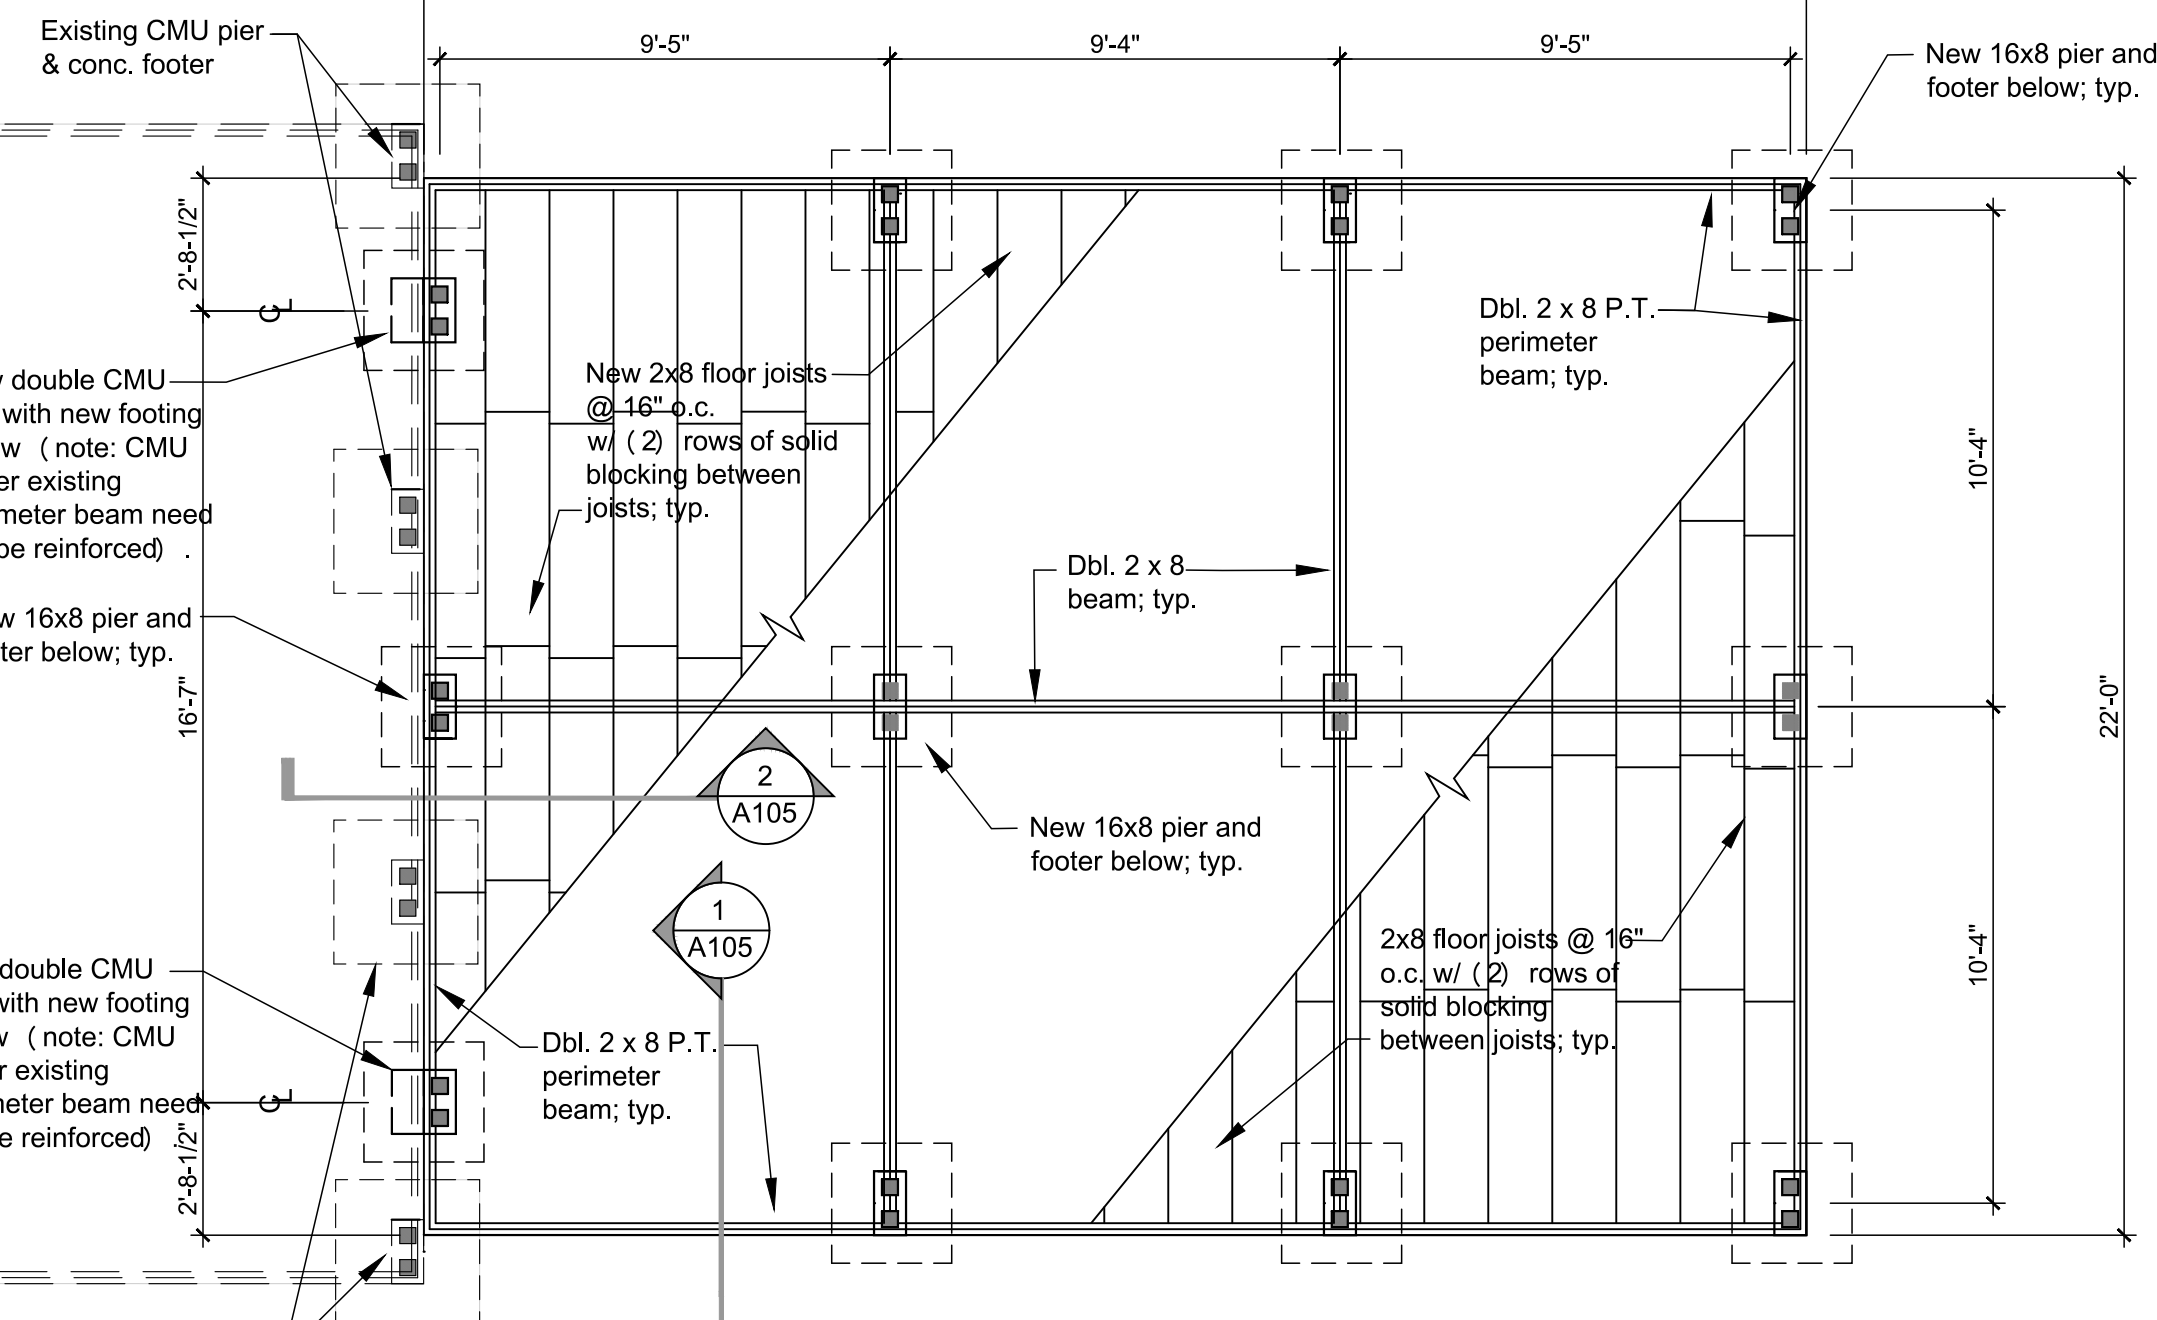 Existing CMU pier
& conc. footer
9'-5"
9'-4"
9'-5"
New 16x8 pier and
footer below; typ.
2'-8-1/2"
CL
double CMU
with new footing
(note: CMU
existing
beam need
be reinforced) .
16x8 pier and
below; typ.
16'-7"
New 2x8 floor joists
@ 16" o.c.
w/ (2) rows of solid
blocking between
joists; typ.
Dbl. 2 x 8 P.T.
perimeter
beam; typ.
Dbl. 2 x 8
beam; typ.
10'-4"
22'-0"
2
A105
1
A105
New 16x8 pier and
footer below; typ.
2x8 floor joists @ 16"
o.c. w/ (2) rows of
solid blocking
between joists; typ.
10'-4"
double CMU
with new footing
(note: CMU
existing
beam need
be reinforced) .
CL
2'-8-1/2"
Dbl. 2 x 8 P.T.
perimeter
beam; typ.